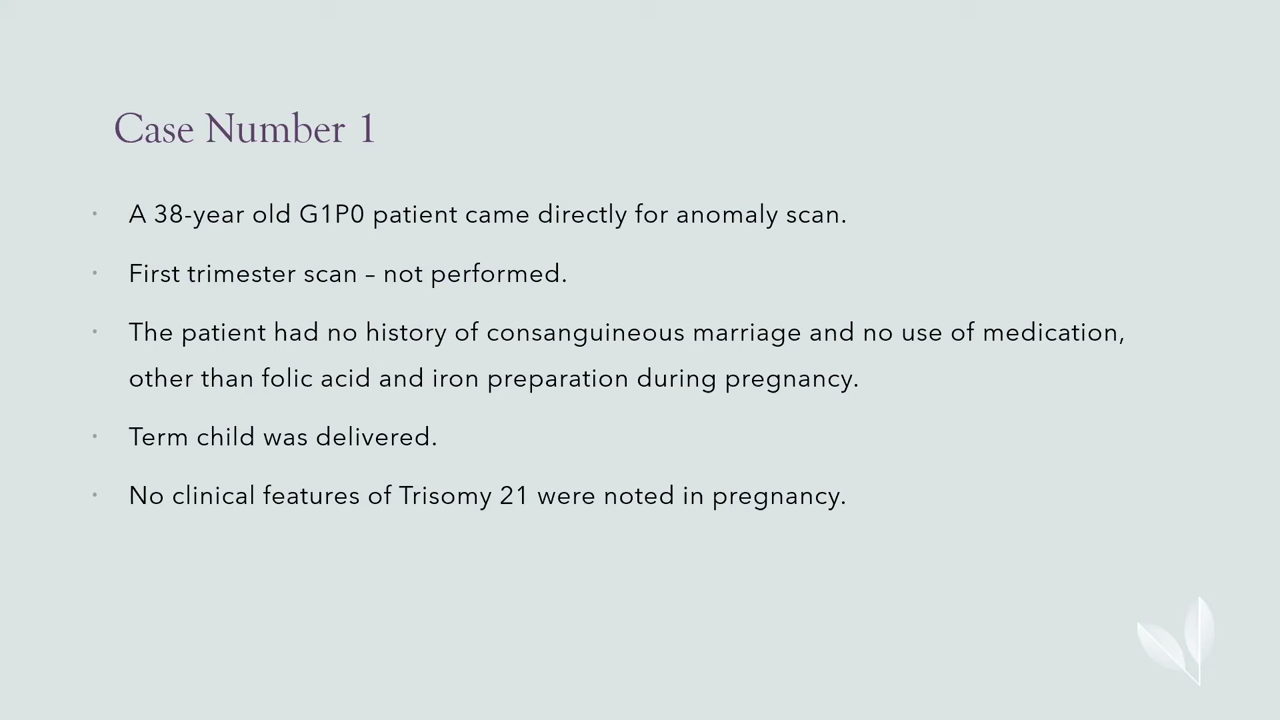 Case Number 1
• A 38-year old G1P0 patient came directly for anomaly scan.
• First trimester scan – not performed.
• The patient had no history of consanguineous marriage and no use of medication,
other than folic acid and iron preparation during pregnancy.
• Term child was delivered.
• No clinical features of Trisomy 21 were noted in pregnancy.